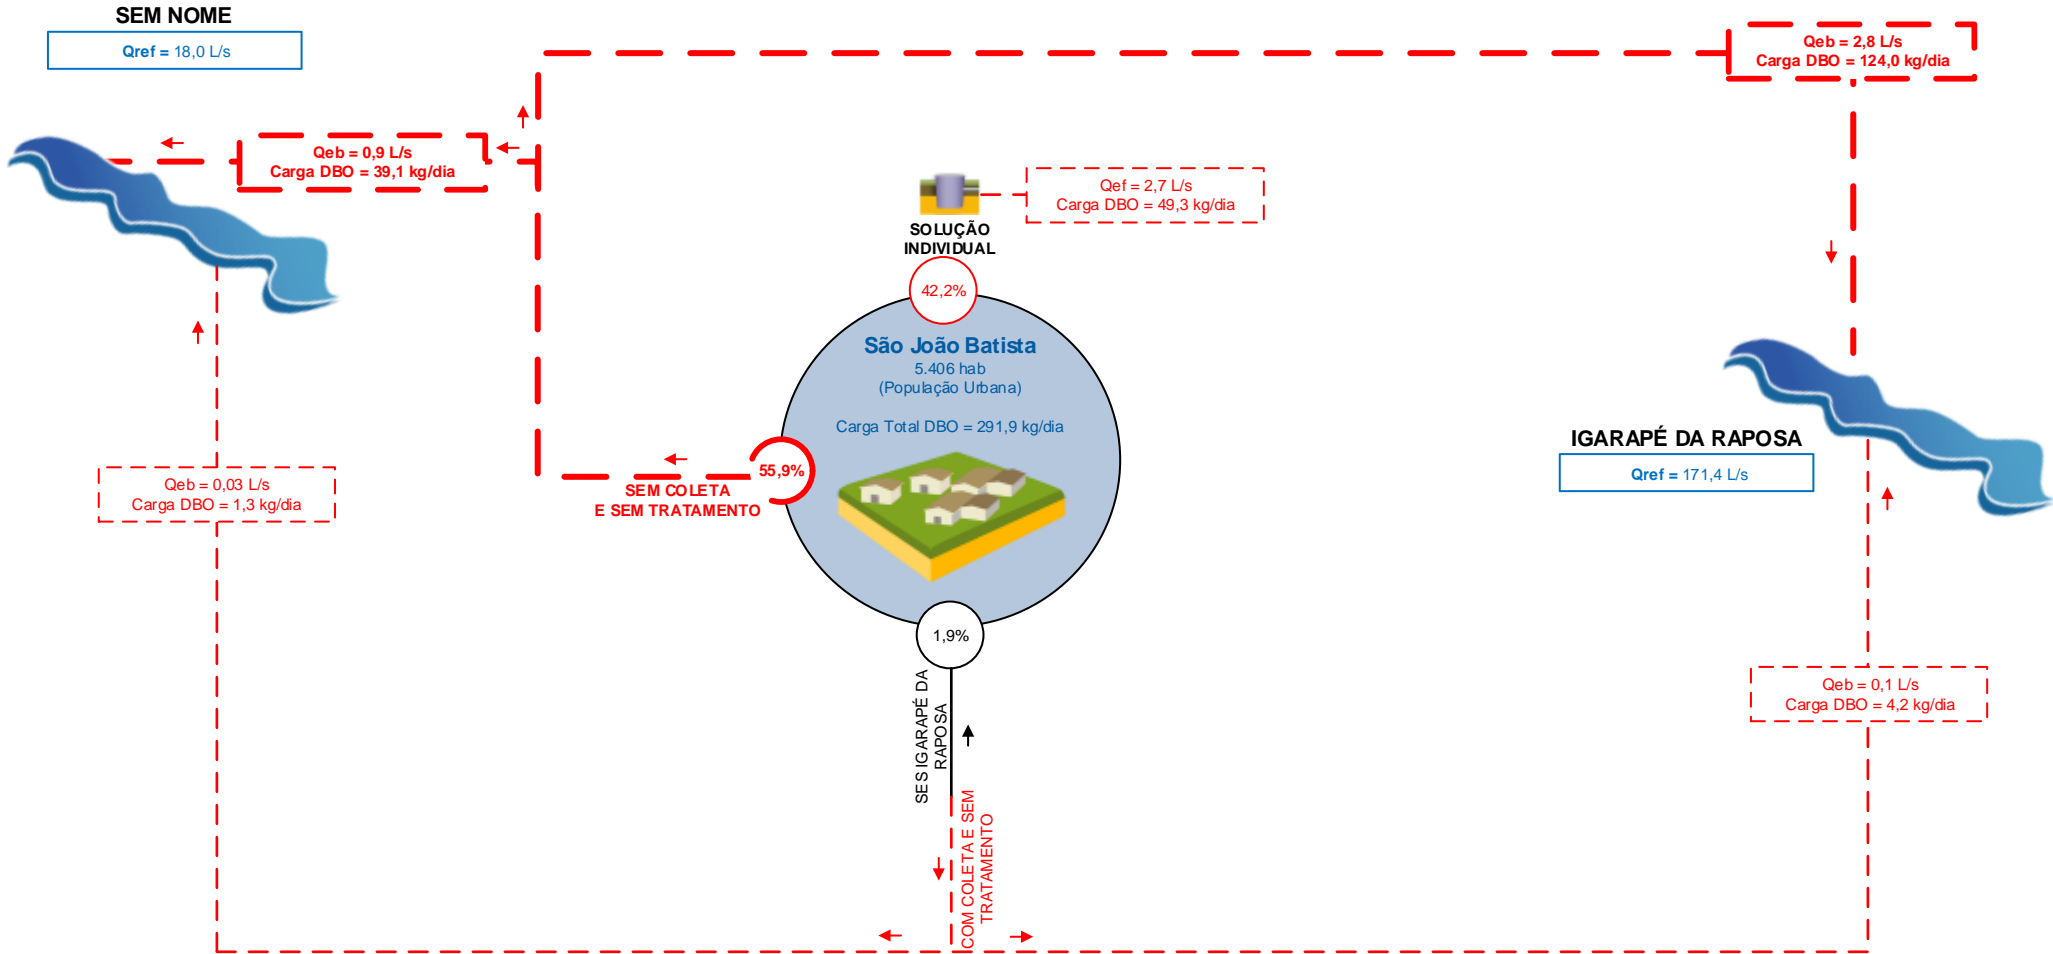 SEM NOME
Qref = 18,0 L/s
Qeb = 2,8 L/s
Carga DBO = 124,0 kg/dia
Qeb = 0,9 L/s
Carga DBO = 39,1 kg/dia
Qef = 2,7 L/s
Carga DBO = 49,3 kg/dia
SOLUÇÃO
INDIVIDUAL
42,2%
São João Batista
5.406 hab
(População Urbana)
Carga Total DBO = 291,9 kg/dia
IGARAPÉ DA RAPOSA
Qref = 171,4 L/s
55,9%
SEM COLETA
E SEM TRATAMENTO
Qeb = 0,03 L/s
Carga DBO = 1,3 kg/dia
1,9%
SES IGARAPÉ DA
RAPOSA
Qeb = 0,1 L/s
Carga DBO = 4,2 kg/dia
COM COLETA E SEM
TRATAMENTO